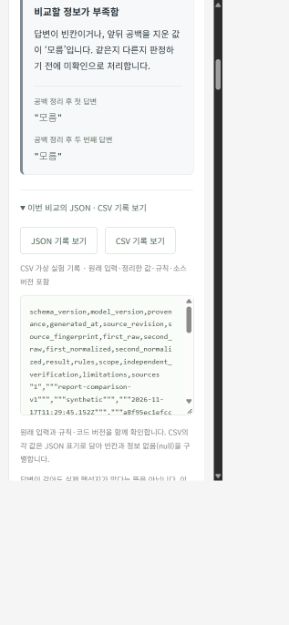 비교할 정보가 부족함
답변이 빈칸이거나, 앞뒤 공백을 지운 값
이 ‘모름’입니다. 같은지 다른지 판정하
기 전에 미확인으로 처리합니다.
공백 정리 후 첫 답변
"모름"
공백 정리 후 두 번째 답변
"모름"
▼ 이번 비교의 JSON · CSV 기록 보기
JSON 기록 보기
CSV 기록 보기
CSV 가상 실험 기록 · 원래 입력·정리한 값·규칙·소스
버전 포함
schema_version,model_version,proven
ance,generated_at,source_revision,s
ource_fingerprint,first_raw,second_
raw,first_normalized,second_normali
zed,result,rules,scope,independent_
verification,limitations,sources
"1","""report-comparison-
v1""","""synthetic""","""2026-11-
17T11:29:45.152Z""","""a8f95ec1efcc
원래 입력과 규칙·코드 버전을 함께 확인합니다. CSV의
각 값은 JSON 표기로 담아 빈칸과 정보 없음(null)을 구
별합니다.